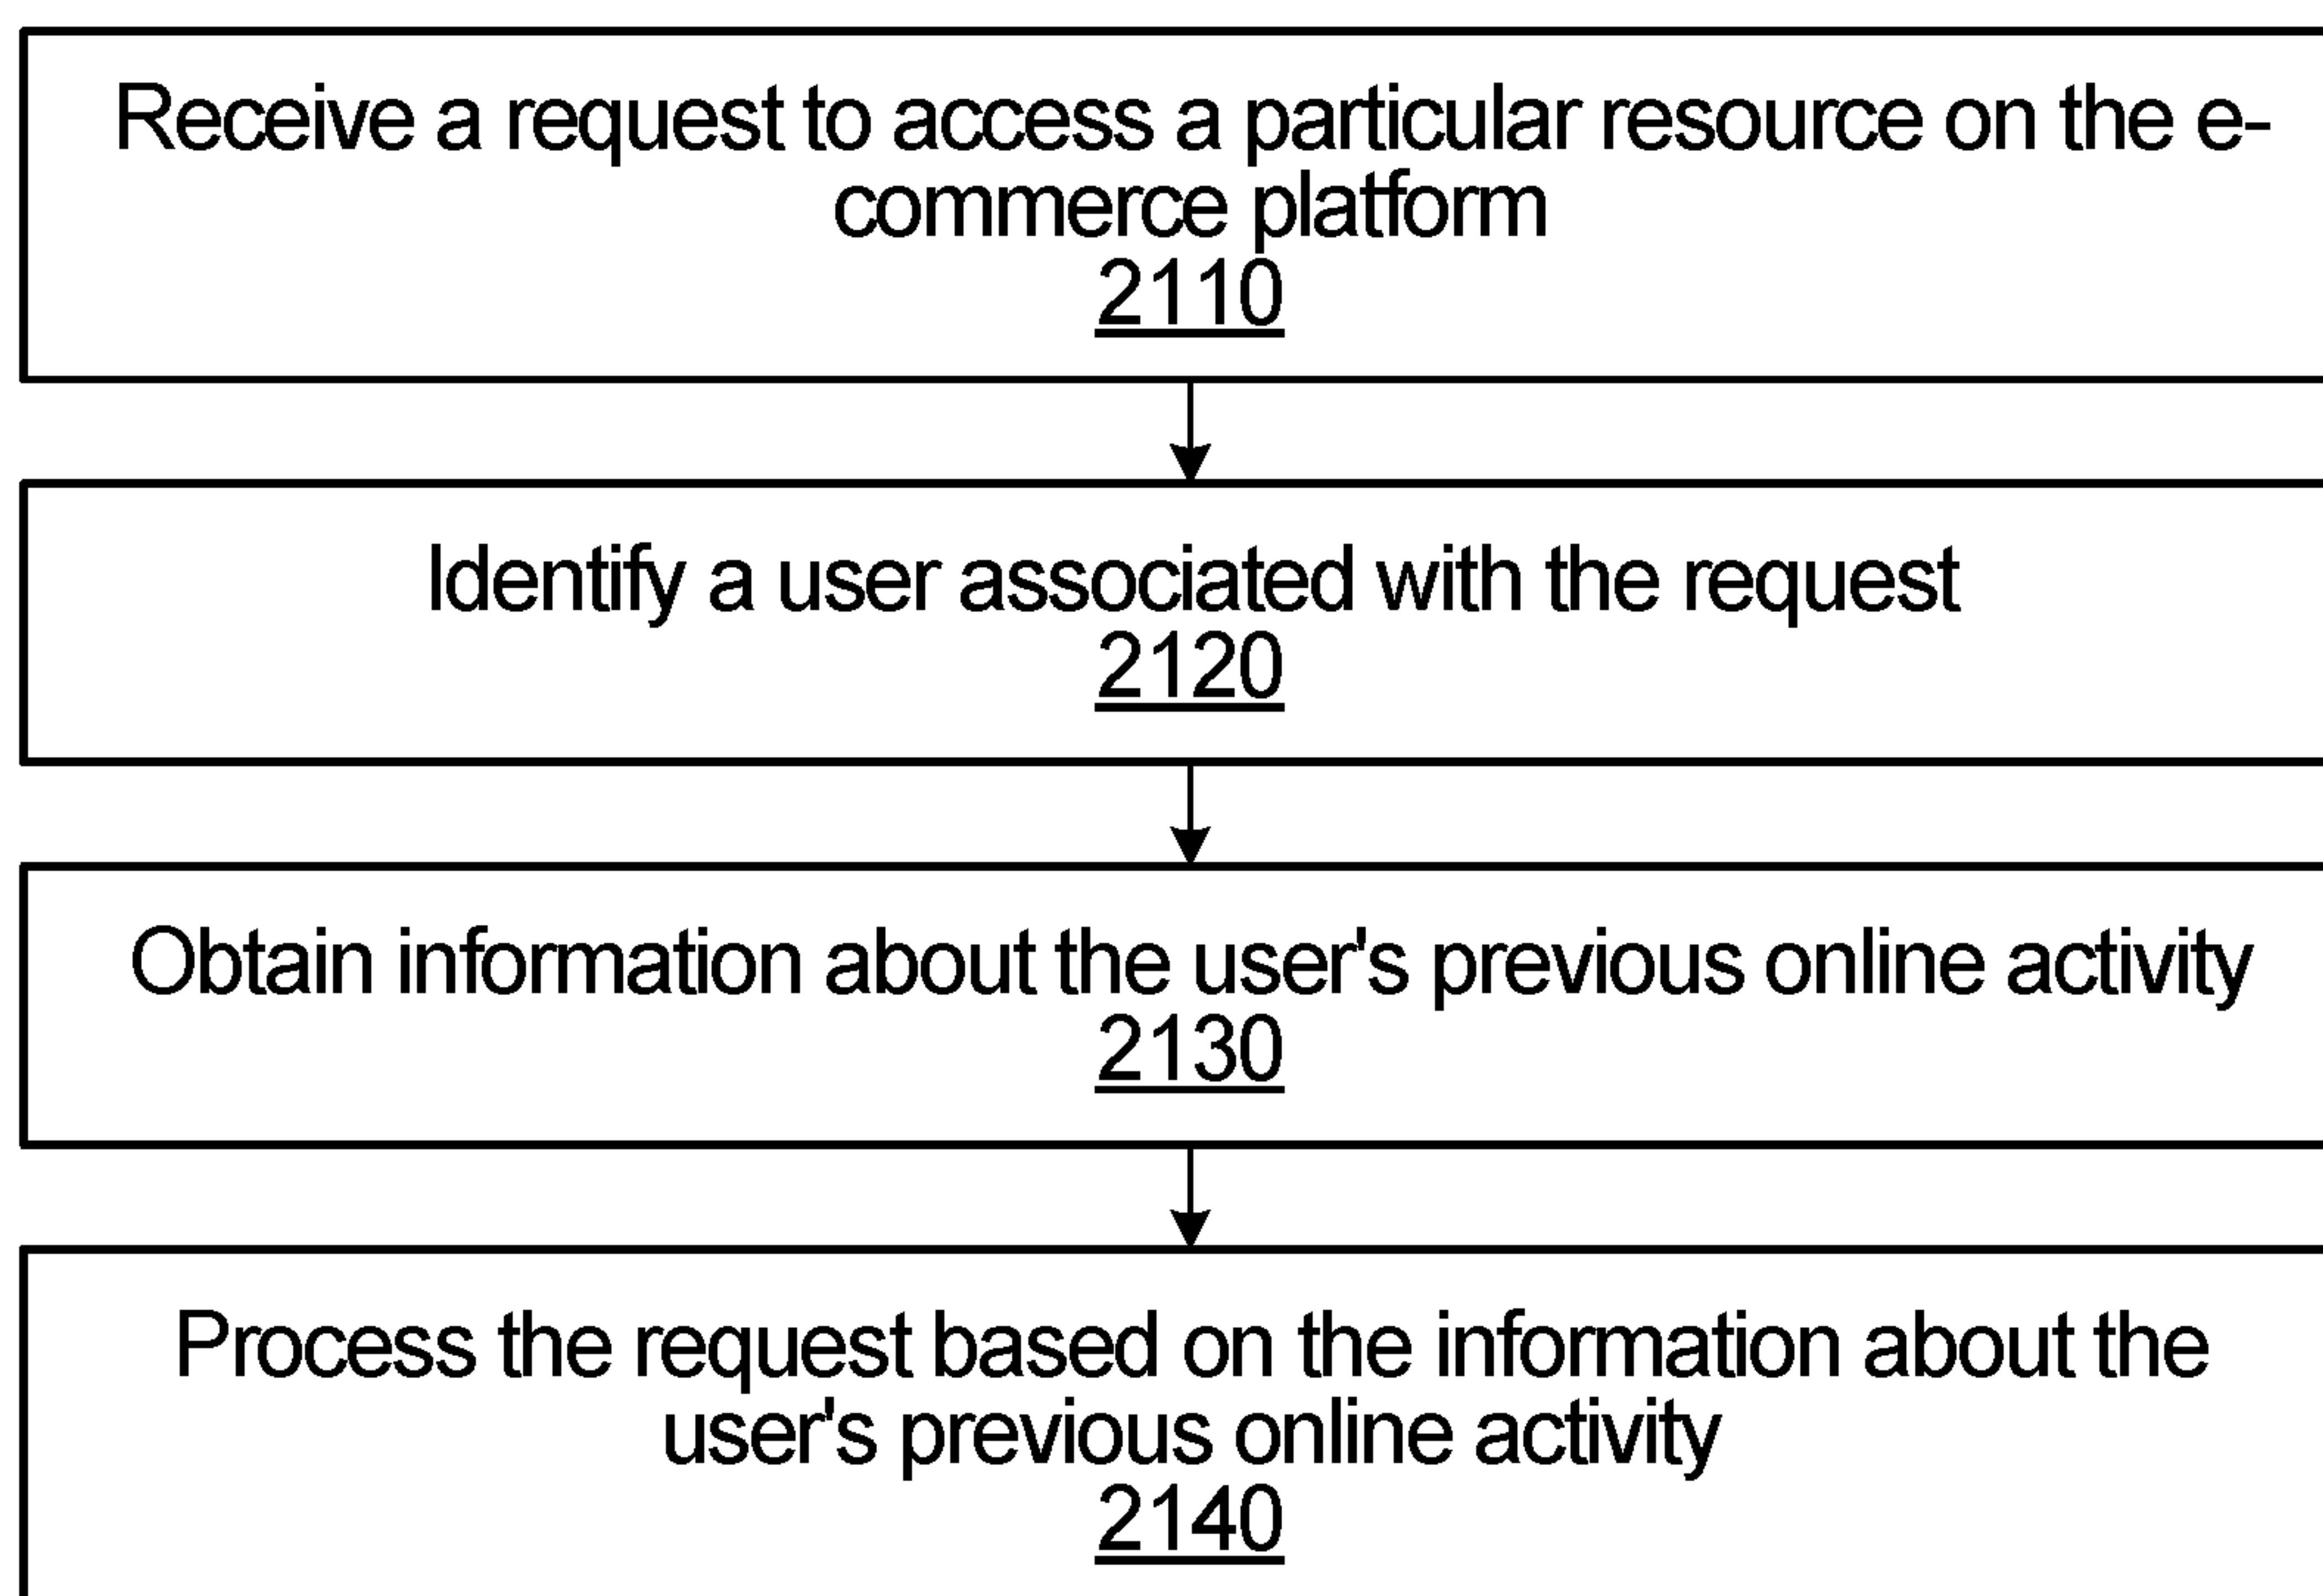 Receive a request to access a particular resource on the e-
commerce platform
2110
Identify a user associated with the request
2120
Obtain information about the user's previous online activity
2130
Process the request based on the information about the
user's previous online activity
2140